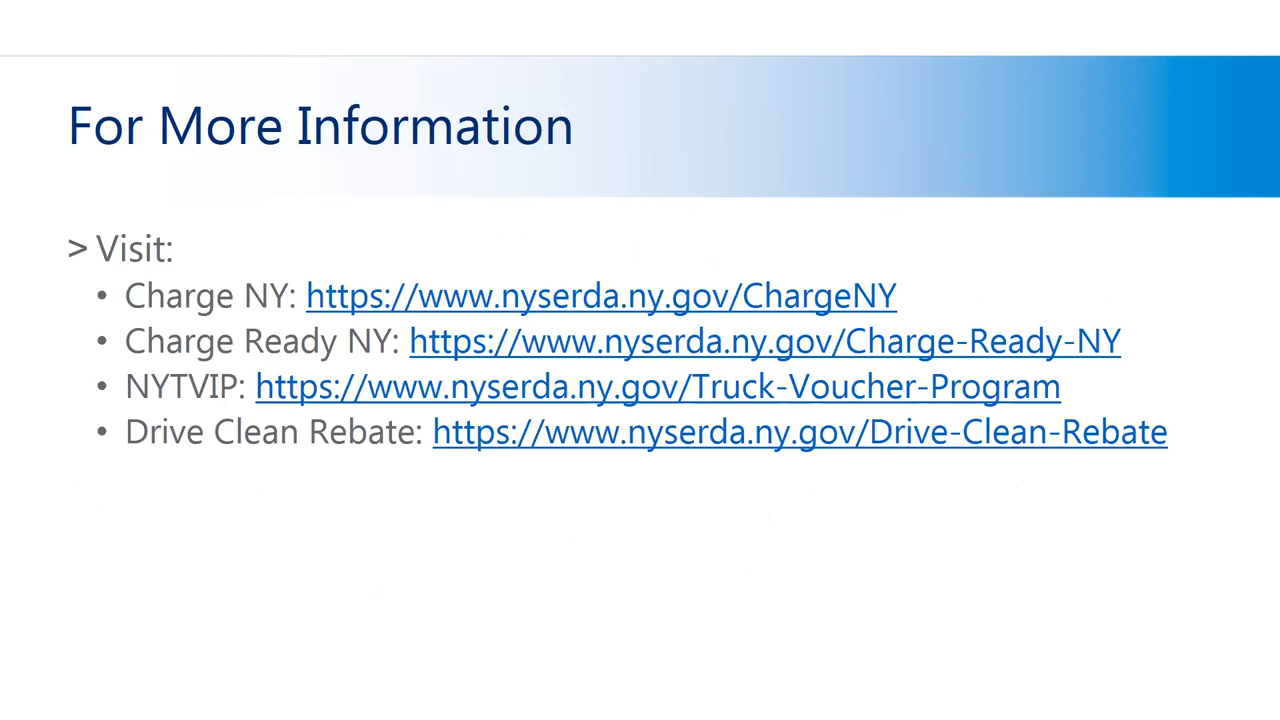 For More Information
> Visit:
• Charge NY: https://www.nyserda.ny.gov/ChargeNY
• Charge Ready NY: https://www.nyserda.ny.gov/Charge-Ready-NY
• NYTVIP: https://www.nyserda.ny.gov/Truck-Voucher-Program
• Drive Clean Rebate: https://www.nyserda.ny.gov/Drive-Clean-Rebate